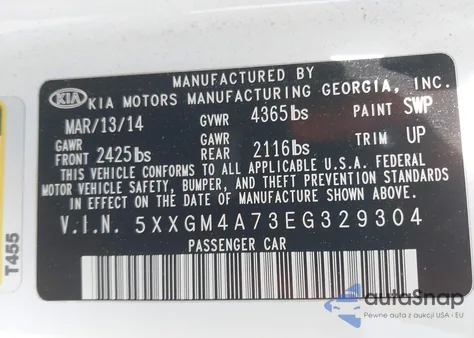 MANUFACTURED BY
KIA KIA MOTORS MANUFACTURING GEORGIA, INC.
MAR/13/14 GVWR 4365lbs PAINT SWP
GAWR FRONT 2425lbs GAWR REAR 2116lbs TRIM UP
THIS VEHICLE CONFORMS TO ALL APPLICABLE U.S.A. FEDERAL
MOTOR VEHICLE SAFETY, BUMPER, AND THEFT PREVENTION
STANDARDS IN EFFECT ON THE DATE OF MANUFACTURE SHOWN ABOVE.
V.I.N. 5XXGM4A73EG329304
PASSENGER CAR
T455
autoSnap
Pewne auta z aukcji USA i EU